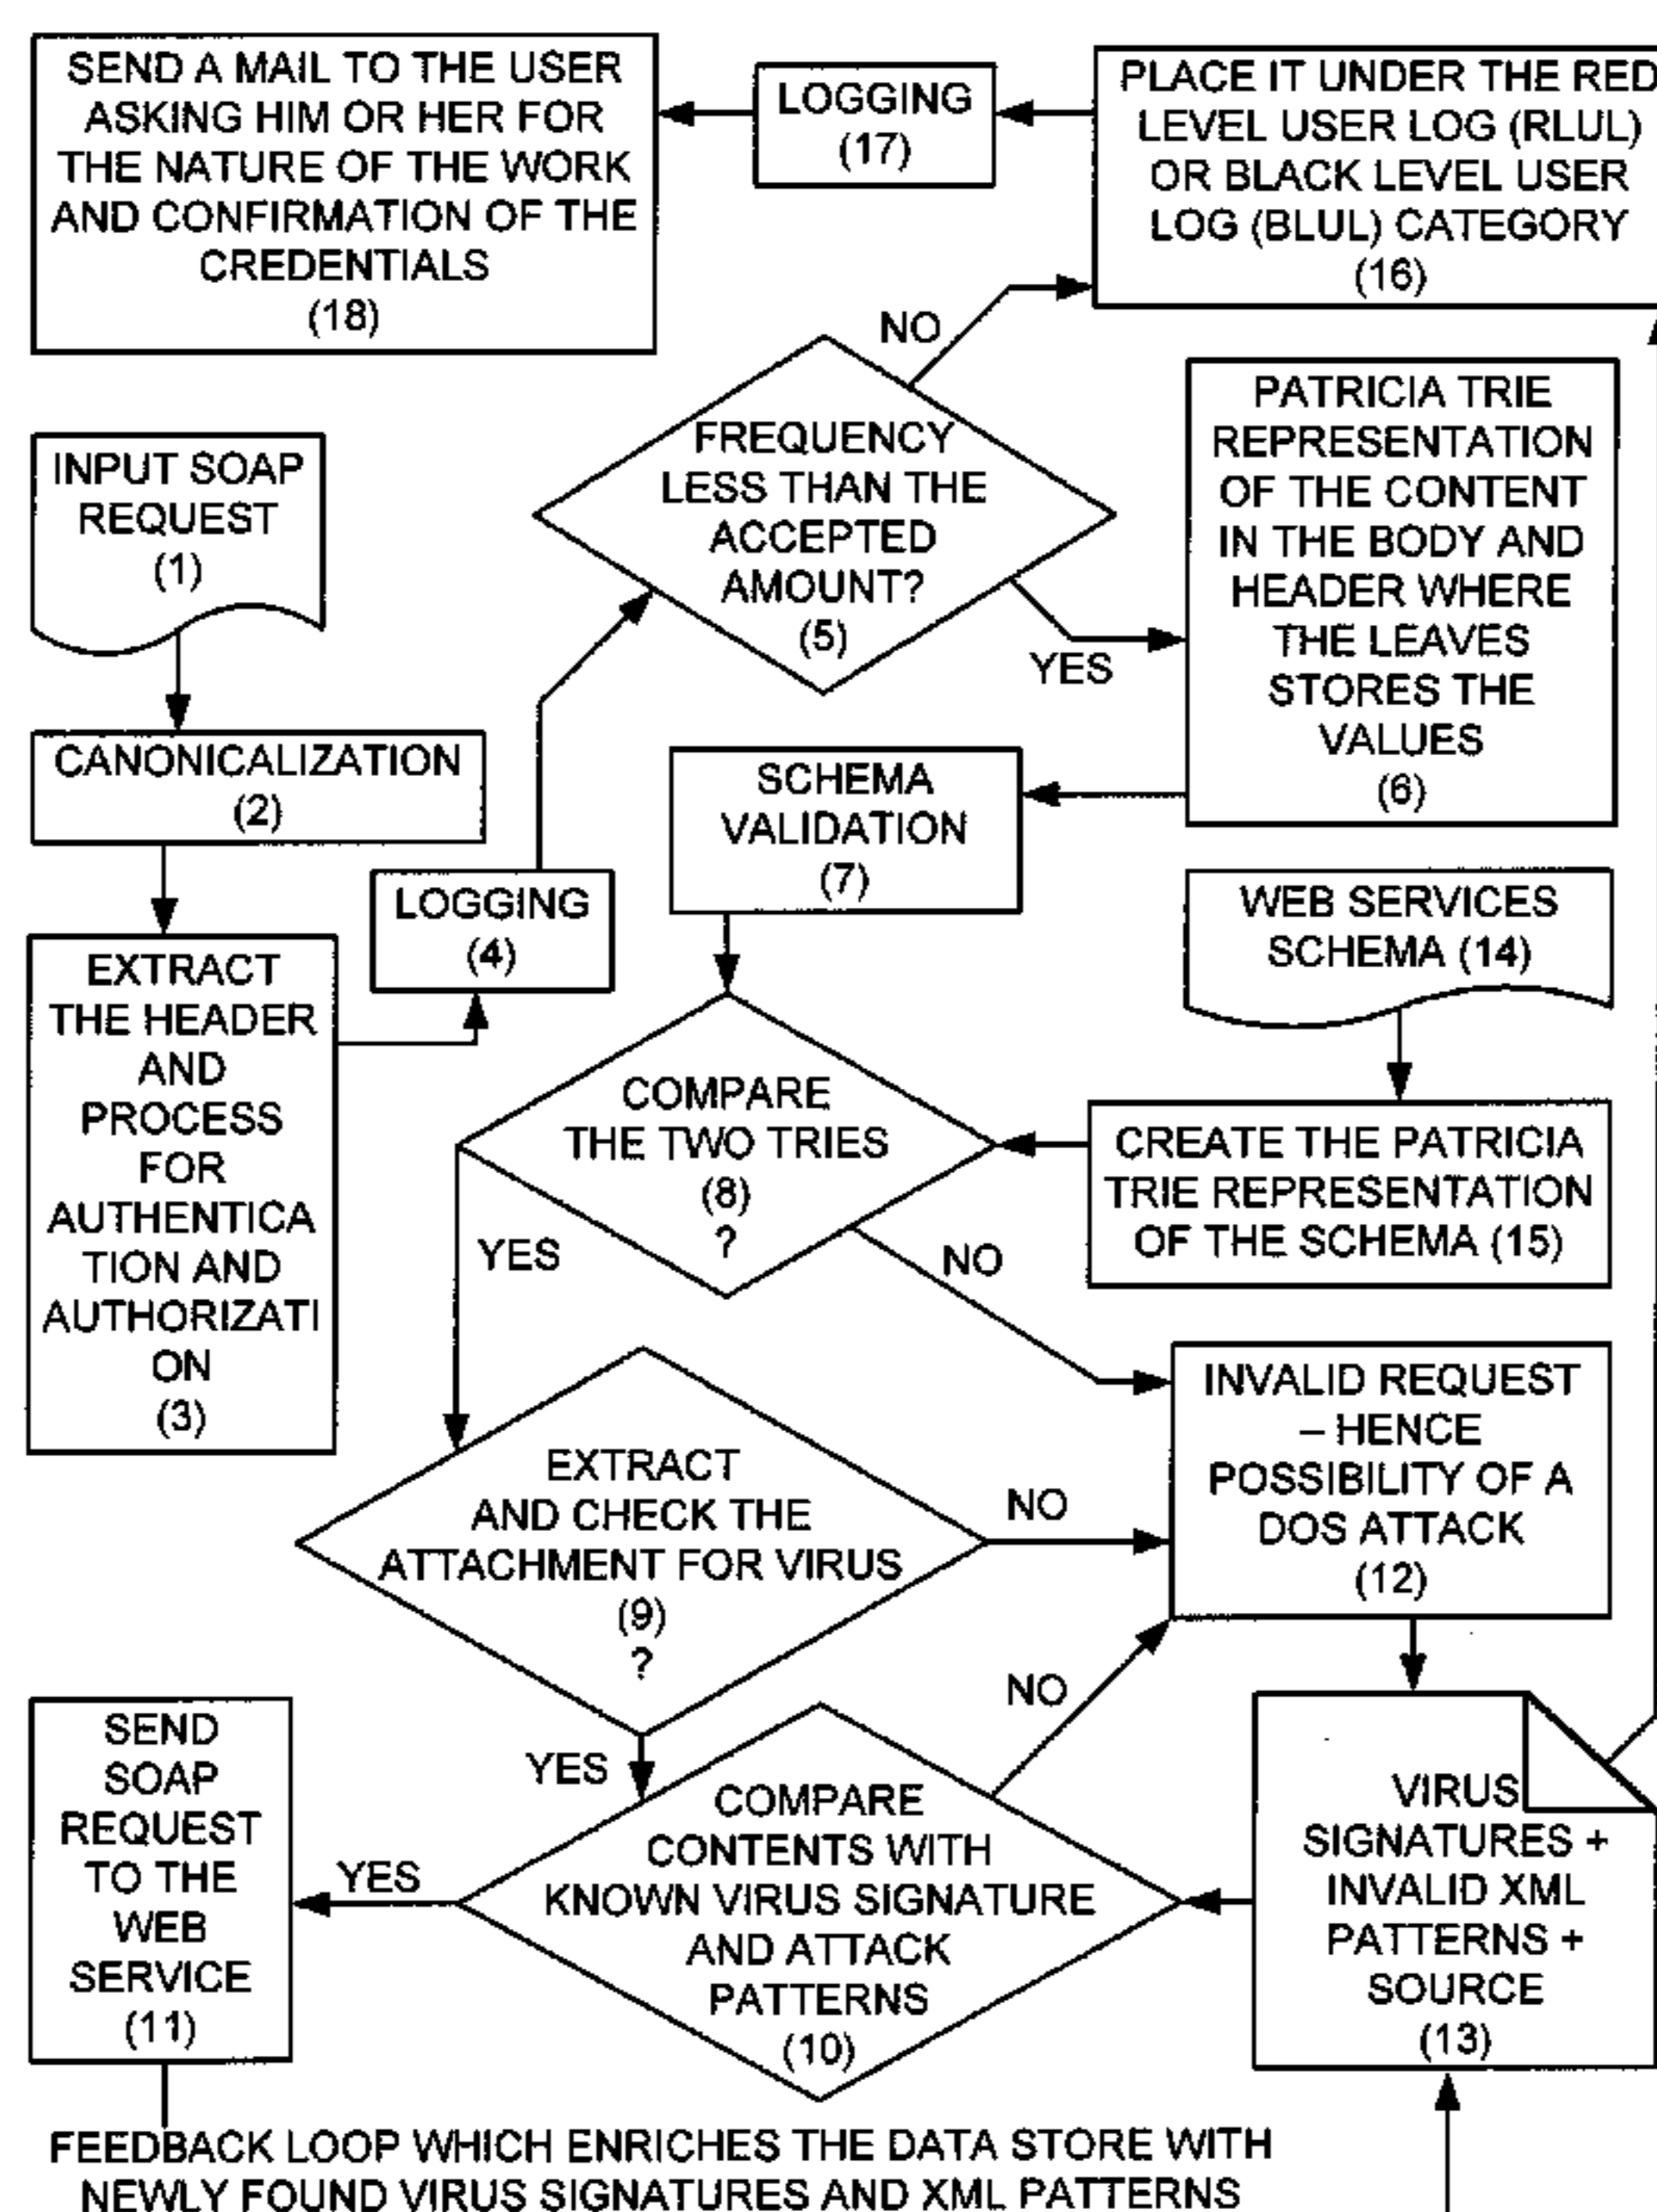 SEND A MAIL TO THE USER
ASKING HIM OR HER FOR
THE NATURE OF THE WORK
AND CONFIRMATION OF THE
CREDENTIALS
(18)
LOGGING
(17)
PLACE IT UNDER THE RED
LEVEL USER LOG (RLUL)
OR BLACK LEVEL USER
LOG (BLUL) CATEGORY
(16)
NO
FREQUENCY
LESS THAN THE
ACCEPTED
AMOUNT?
(5)
YES
PATRICIA TRIE
REPRESENTATION
OF THE CONTENT
IN THE BODY AND
HEADER WHERE
THE LEAVES
STORES THE
VALUES
(6)
INPUT SOAP
REQUEST
(1)
CANONICALIZATION
(2)
EXTRACT
THE HEADER
AND
PROCESS
FOR
AUTHENTICA
TION AND
AUTHORIZATI
ON
(3)
LOGGING
(4)
SCHEMA
VALIDATION
(7)
WEB SERVICES
SCHEMA (14)
COMPARE
THE TWO TRIES
(8)
?
CREATE THE PATRICIA
TRIE REPRESENTATION
OF THE SCHEMA (15)
YES
NO
EXTRACT
AND CHECK THE
ATTACHMENT FOR VIRUS
(9)
?
NO
INVALID REQUEST
– HENCE
POSSIBILITY OF A
DOS ATTACK
(12)
YES
NO
COMPARE
CONTENTS WITH
KNOWN VIRUS SIGNATURE
AND ATTACK
PATTERNS
(10)
YES
SEND
SOAP
REQUEST
TO THE
WEB
SERVICE
(11)
VIRUS
SIGNATURES +
INVALID XML
PATTERNS +
SOURCE
(13)
FEEDBACK LOOP WHICH ENRICHES THE DATA STORE WITH
NEWLY FOUND VIRUS SIGNATURES AND XML PATTERNS